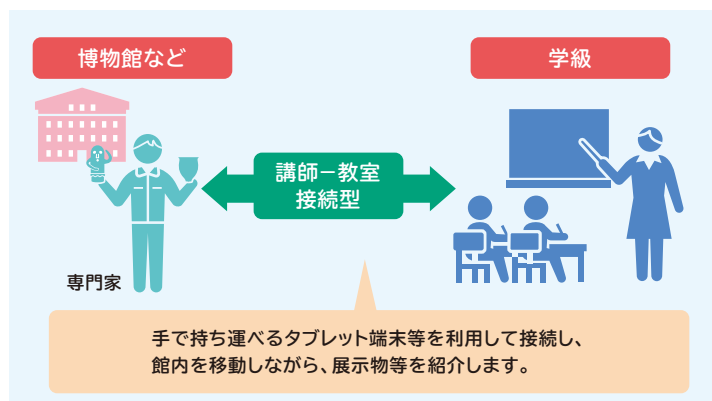 博物館など
学級
講師－教室
接続型
専門家
手で持ち運べるタブレット端末等を利用して接続し、
館内を移動しながら、展示物等を紹介します。